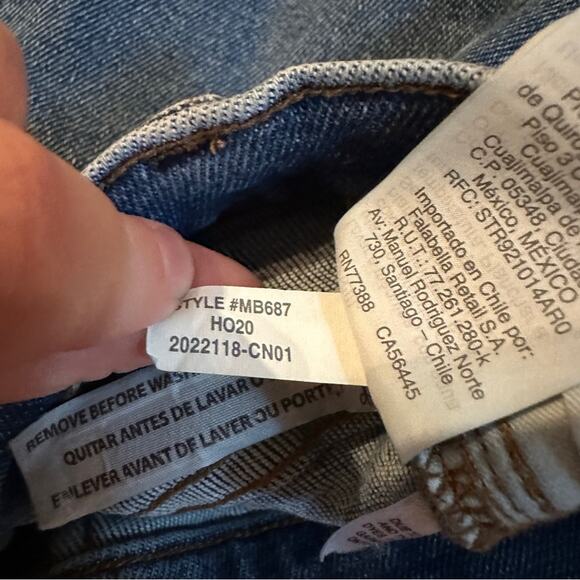 STYLE #MB687
HO20
2022118-CN01
REMOVE BEFORE WASH
QUITAR ANTES DE LAVAR O
ENLEVER AVANT DE LAVER OU PORT
de Quiro
Piso 3
Cuajimalpa de
C.P. 05348, Ciudad
México, MÉXICO
RFC: STR921014AR0
Importado en Chile por:
Falabella Retail S.A.
R.U.T: 77.261.280-k
Av. Manuel Rodríguez Norte
730, Santiago - Chile
RN77388 CA56445